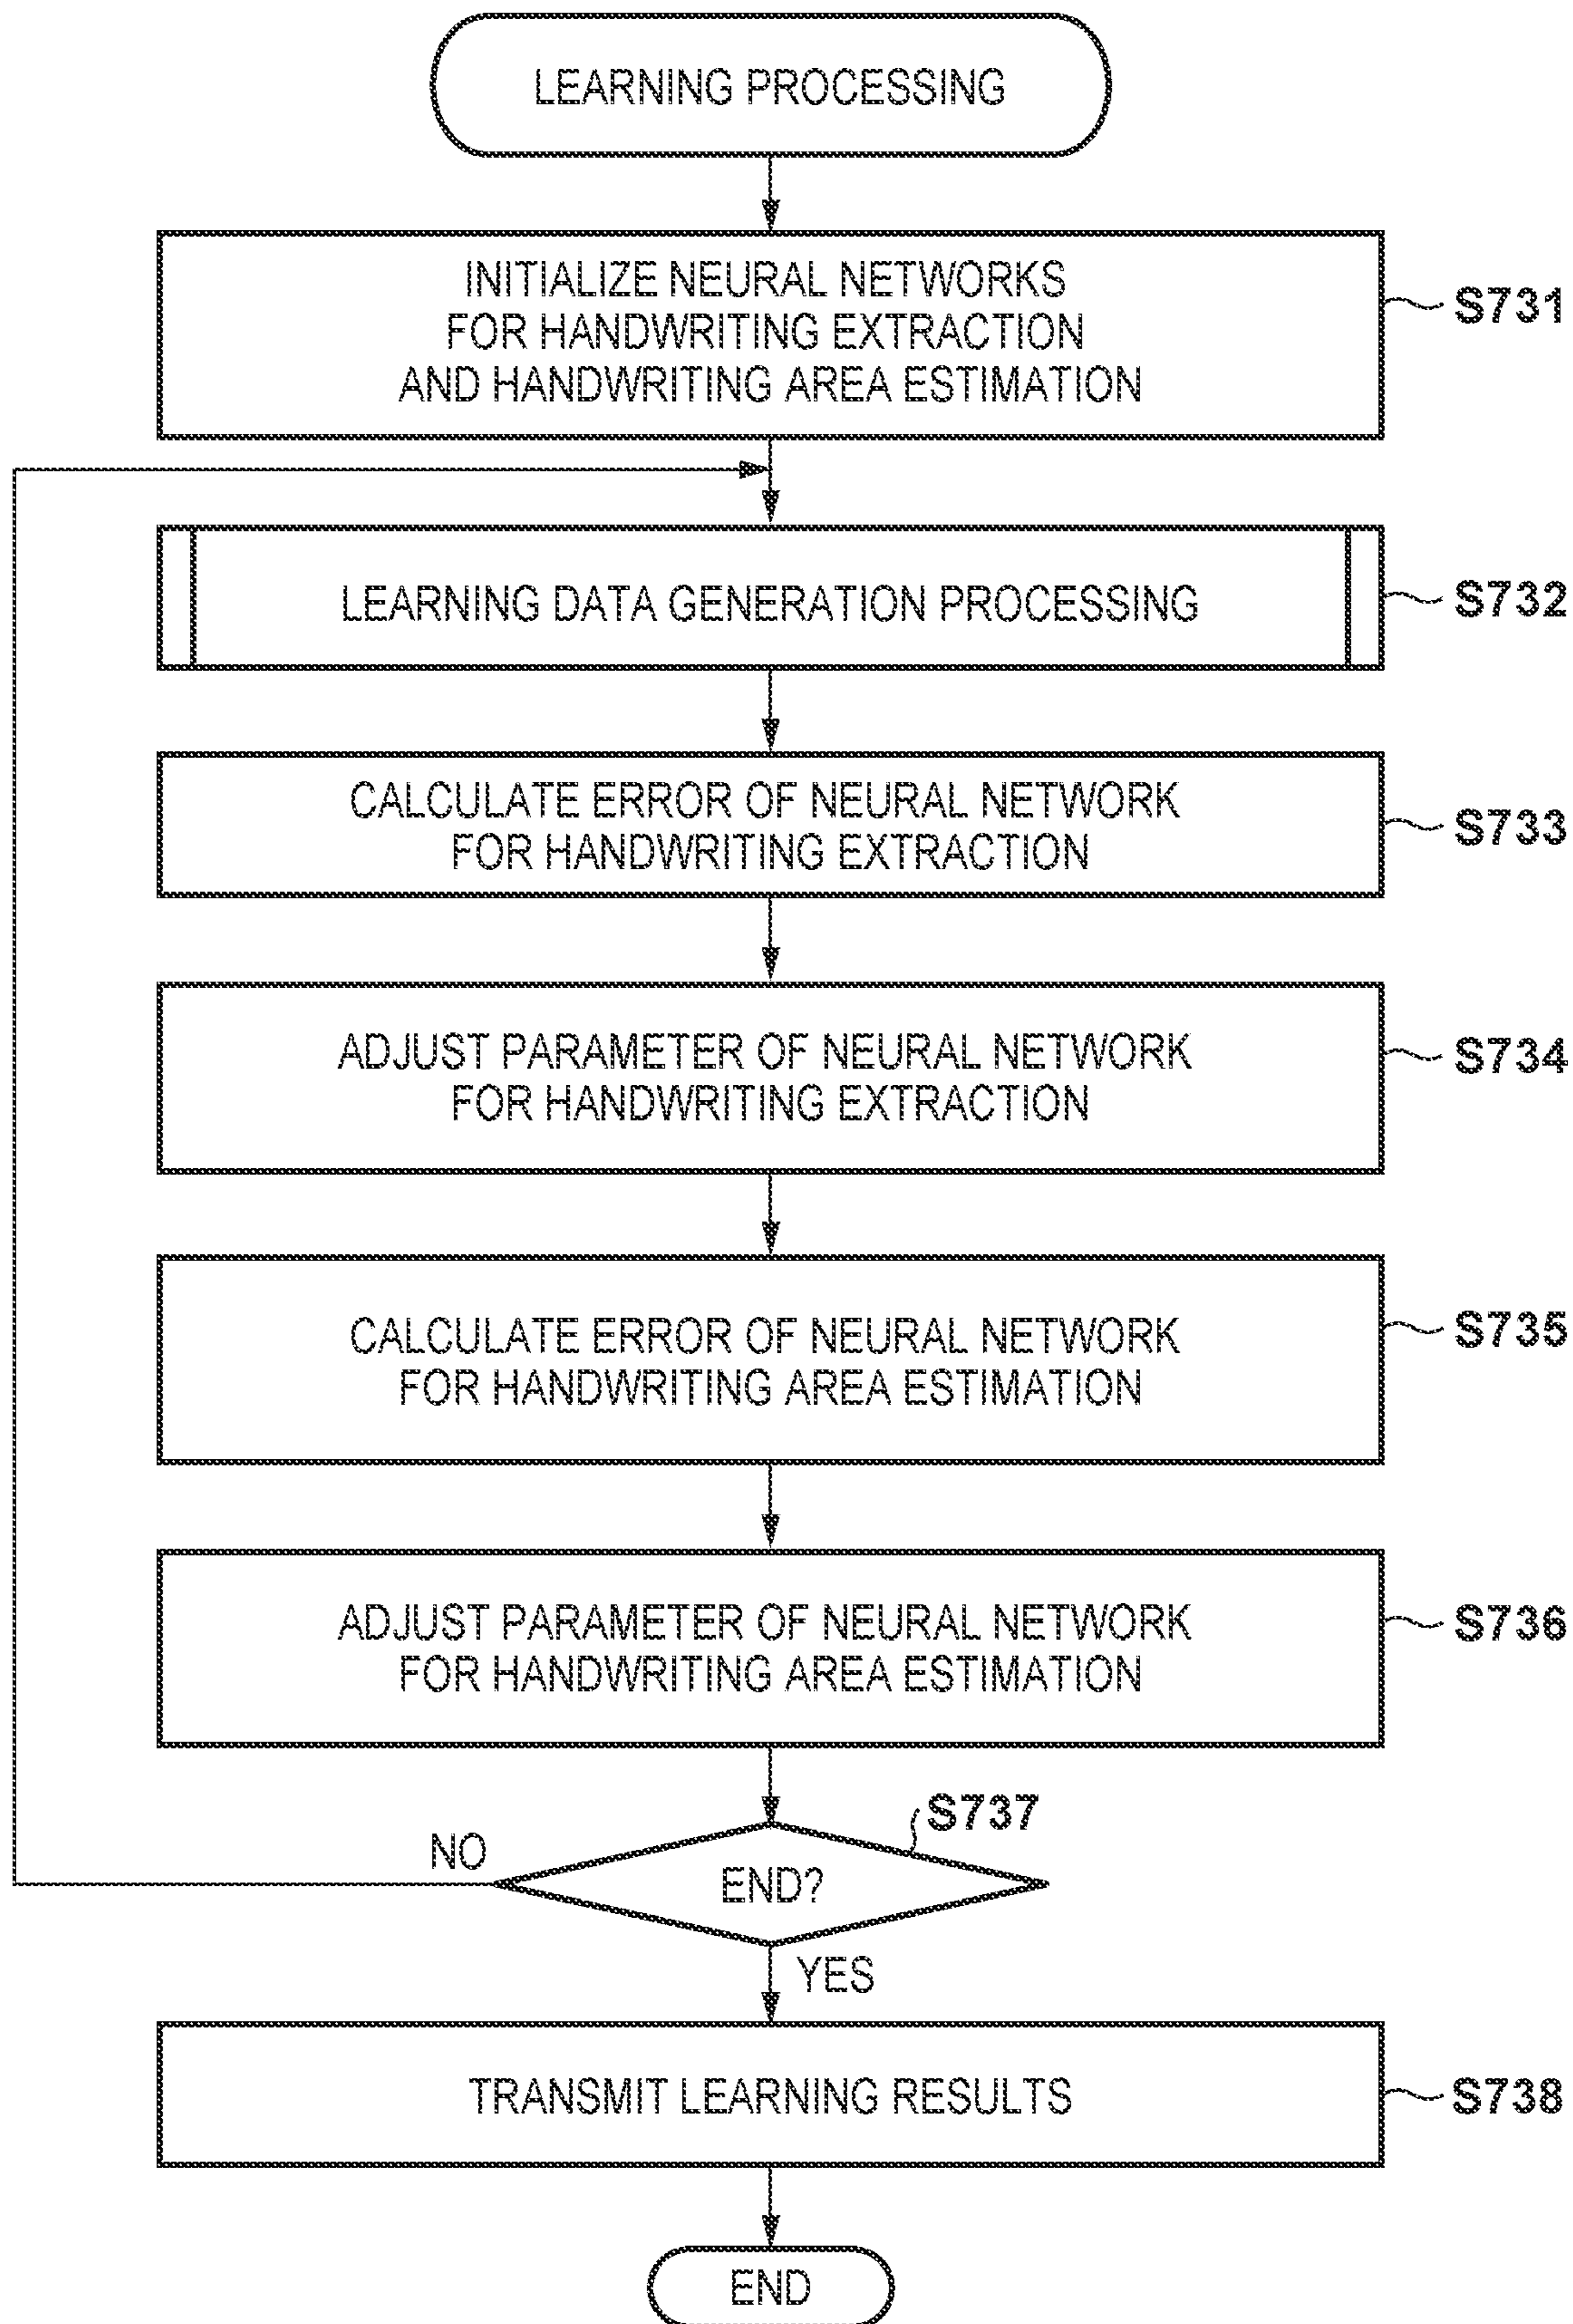 LEARNING PROCESSING
INITIALIZE NEURAL NETWORKS
FOR HANDWRITING EXTRACTION
AND HANDWRITING AREA ESTIMATION
S731
LEARNING DATA GENERATION PROCESSING
S732
CALCULATE ERROR OF NEURAL NETWORK
FOR HANDWRITING EXTRACTION
S733
ADJUST PARAMETER OF NEURAL NETWORK
FOR HANDWRITING EXTRACTION
S734
CALCULATE ERROR OF NEURAL NETWORK
FOR HANDWRITING AREA ESTIMATION
S735
ADJUST PARAMETER OF NEURAL NETWORK
FOR HANDWRITING AREA ESTIMATION
S736
S737
NO
END?
YES
TRANSMIT LEARNING RESULTS
S738
END